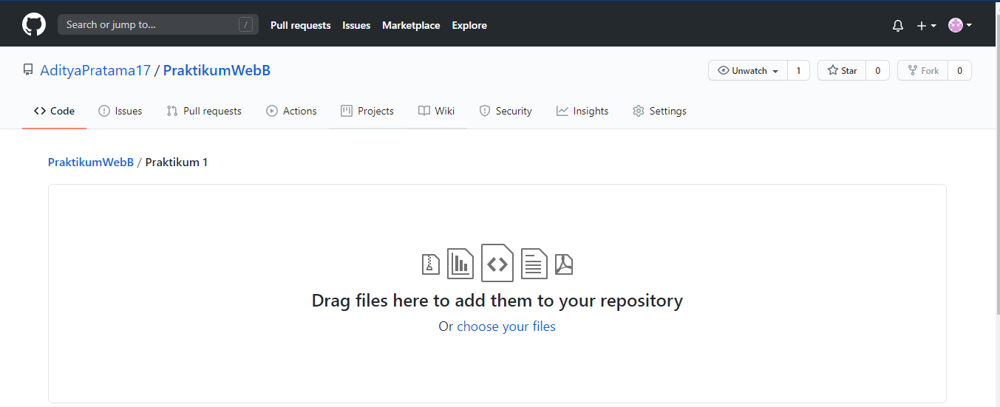 Search or jump to... / Pull requests Issues Marketplace Explore
AdityaPratama17 / PraktikumWebB Unwatch 1 Star 0 Fork 0
Code Issues Pull requests Actions Projects Wiki Security Insights Settings
PraktikumWebB / Praktikum 1
Drag files here to add them to your repository
Or choose your files